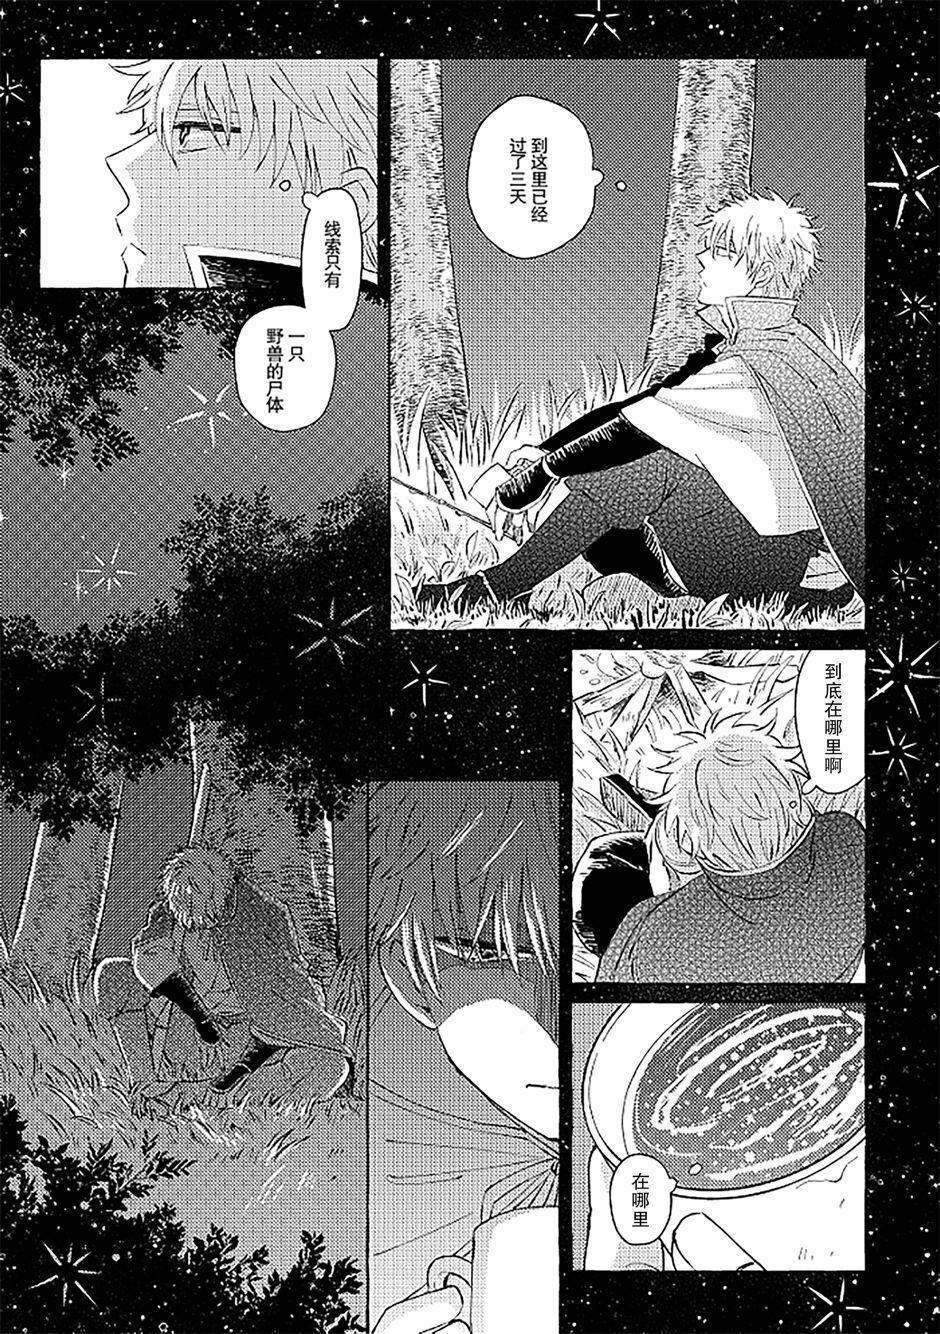 到这里已经
过了三天
线索只有
一只
野兽的尸体
到底在哪里啊
在哪里